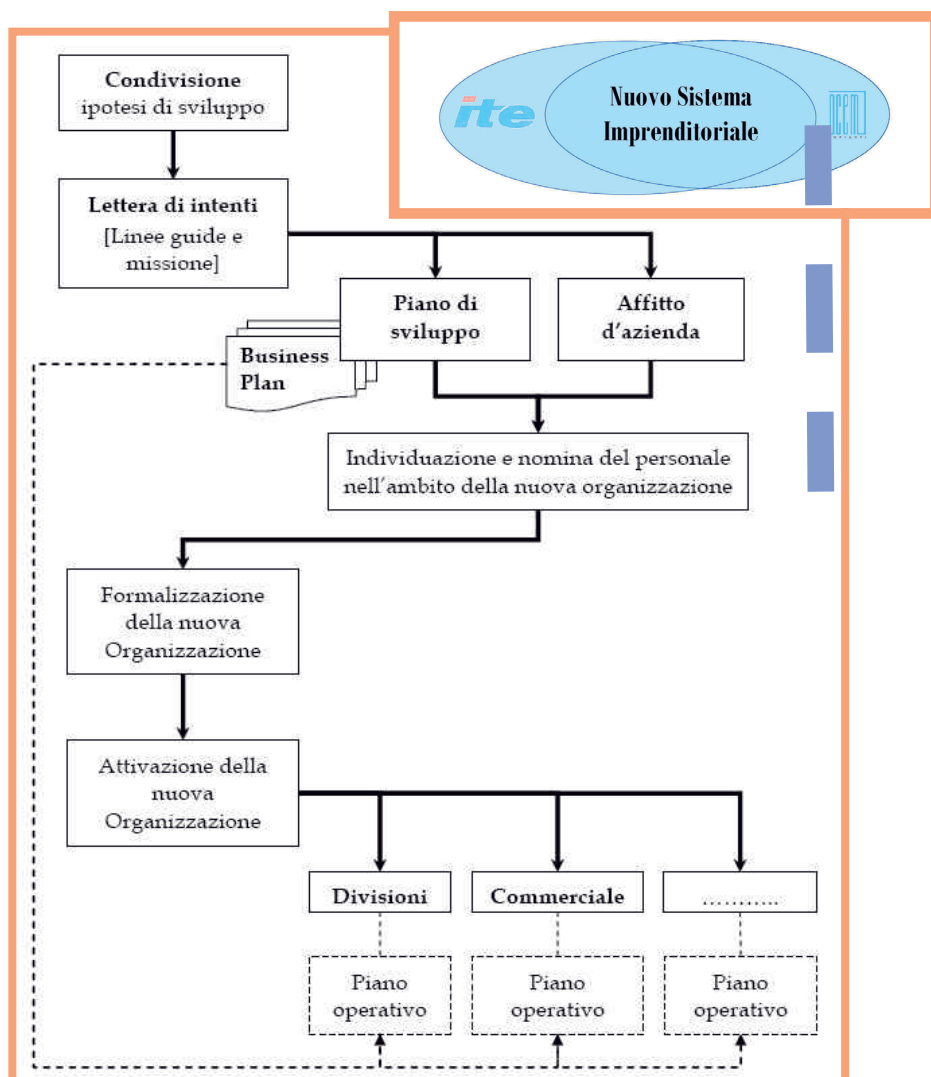 Condivisione
ipotesi di sviluppo
ite
Nuovo Sistema
Imprenditoriale
Lettera di intenti
[Linee guide e
missione]
Piano di
sviluppo
Affitto
d'azienda
Business
Plan
Individuazione e nomina del personale
nell'ambito della nuova organizzazione
Formalizzazione
della nuova
Organizzazione
Attivazione della
nuova
Organizzazione
Divisioni
Commerciale
………..
Piano
operativo
Piano
operativo
Piano
operativo